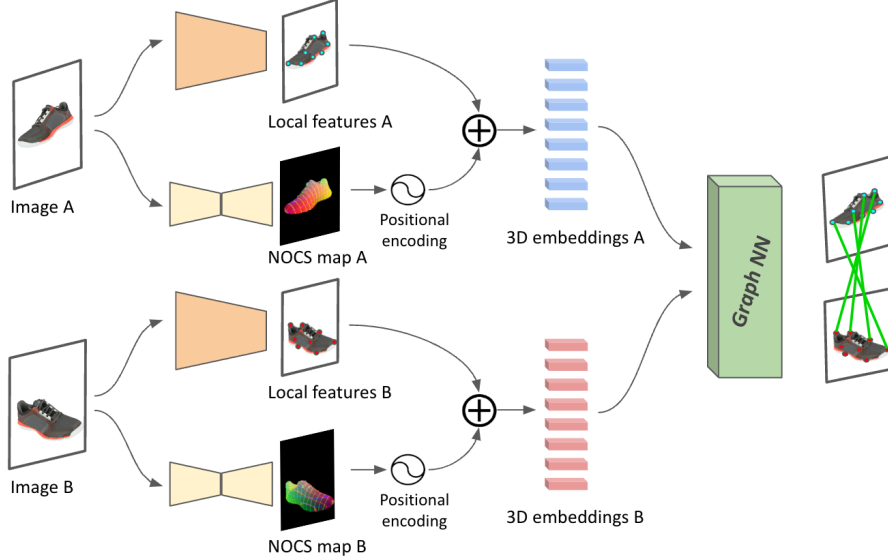 Local features A
Image A
NOCS map A
Positional
encoding
3D embeddings A
Graph NN
Local features B
Image B
NOCS map B
Positional
encoding
3D embeddings B